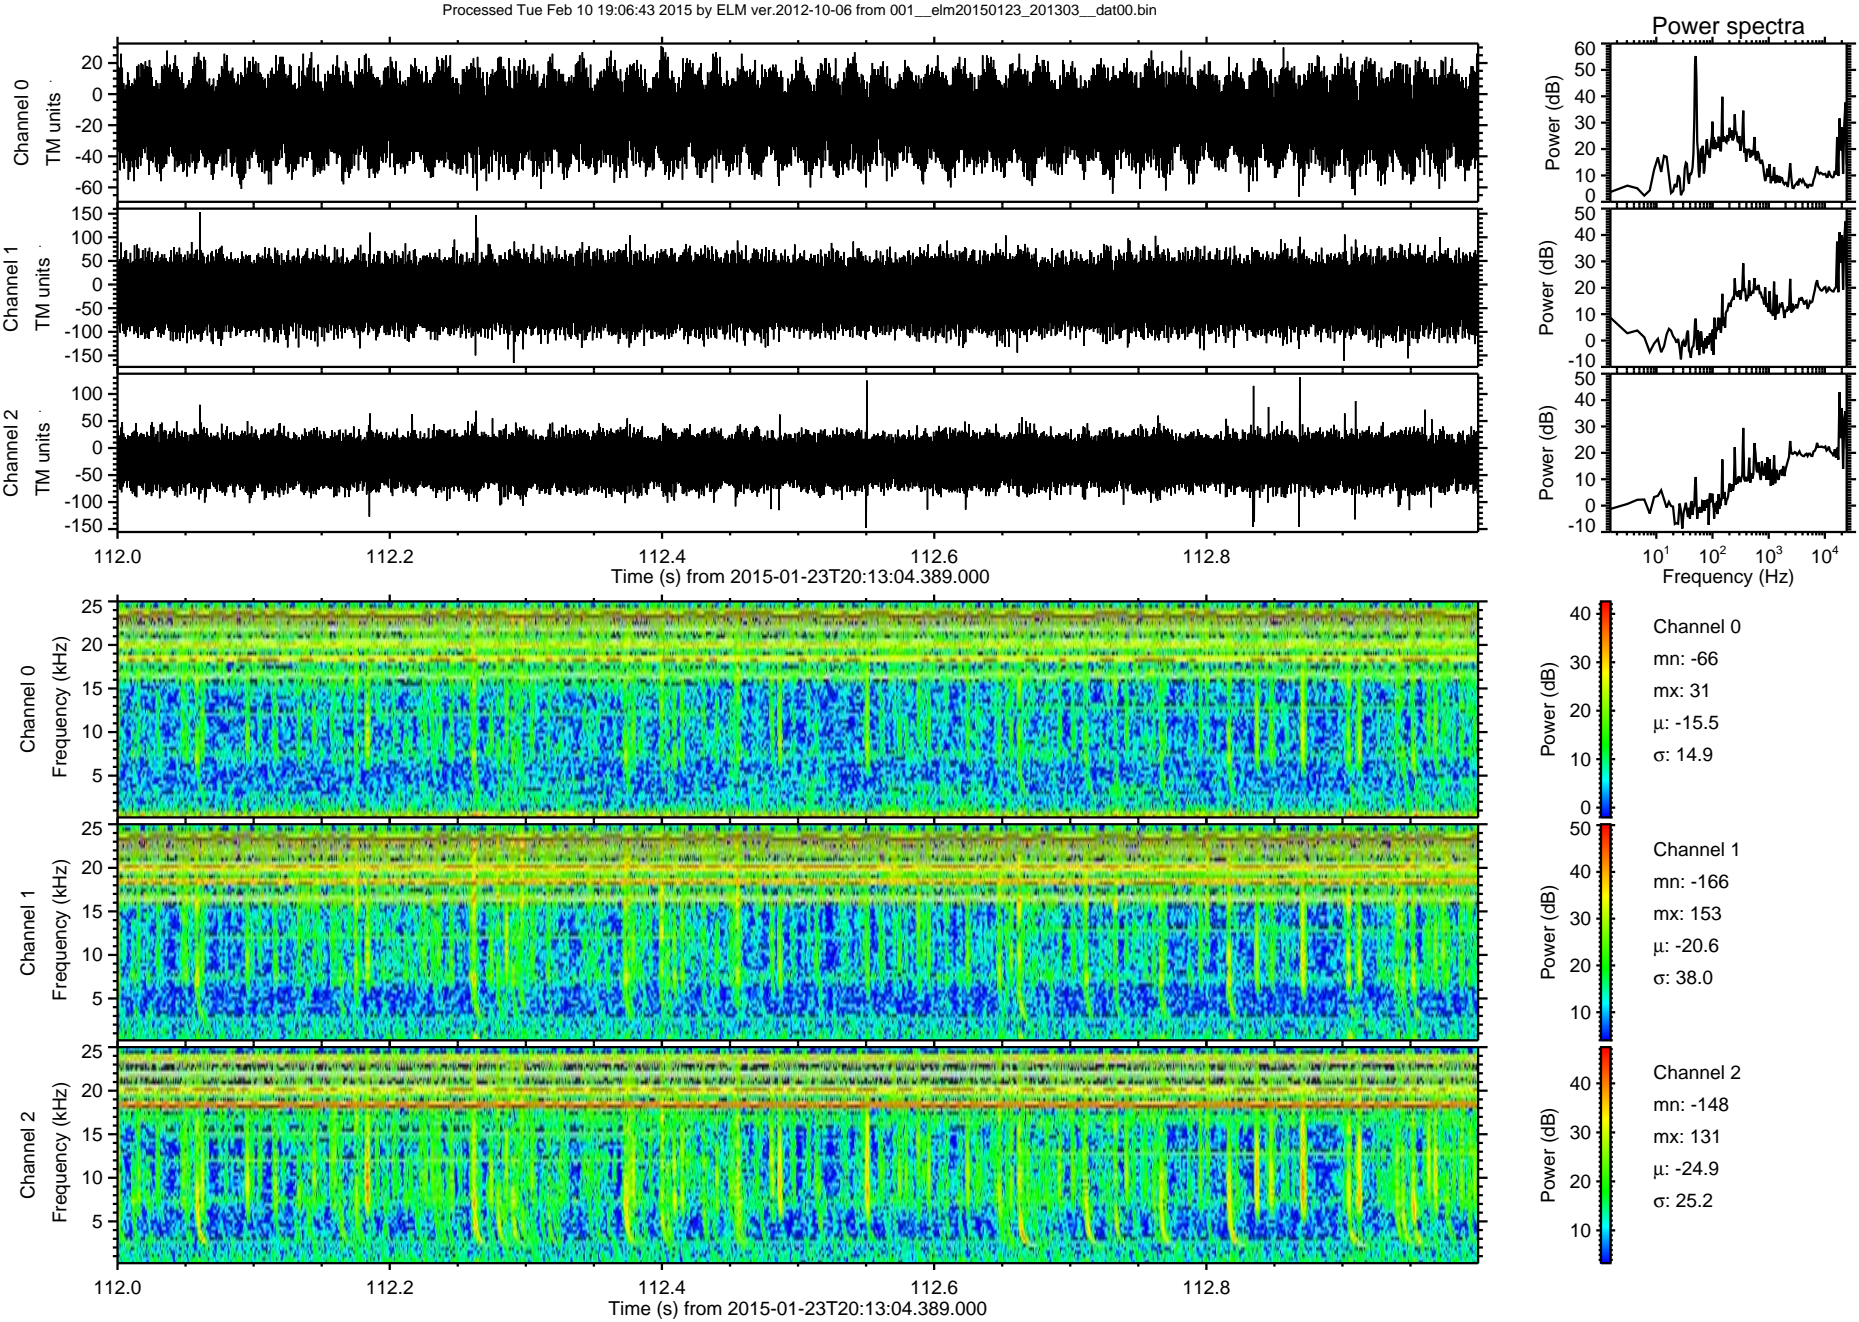 Processed Tue Feb 10 19:06:43 2015 by ELM ver.2012-10-06 from 001__elm20150123_201303__dat00.bin
Power spectra
Channel 0
TM units
20
0
-20
-40
-60
Power (dB)
60
50
40
30
20
10
0
Channel 1
TM units
150
100
50
0
-50
-100
-150
Power (dB)
50
40
30
20
10
0
-10
Channel 2
TM units
100
50
0
-50
-100
-150
Power (dB)
50
40
30
20
10
0
-10
112.0 112.2 112.4 112.6 112.8
Time (s) from 2015-01-23T20:13:04.389.000
10^1 10^2 10^3 10^4
Frequency (Hz)
Channel 0
Frequency (kHz)
25
20
15
10
5
Power (dB)
40
30
20
10
0
Channel 0
mn: -66
mx: 31
μ: -15.5
σ: 14.9
Channel 1
Frequency (kHz)
25
20
15
10
5
Power (dB)
50
40
30
20
10
Channel 1
mn: -166
mx: 153
μ: -20.6
σ: 38.0
Channel 2
Frequency (kHz)
25
20
15
10
5
Power (dB)
40
30
20
10
Channel 2
mn: -148
mx: 131
μ: -24.9
σ: 25.2
112.0 112.2 112.4 112.6 112.8
Time (s) from 2015-01-23T20:13:04.389.000